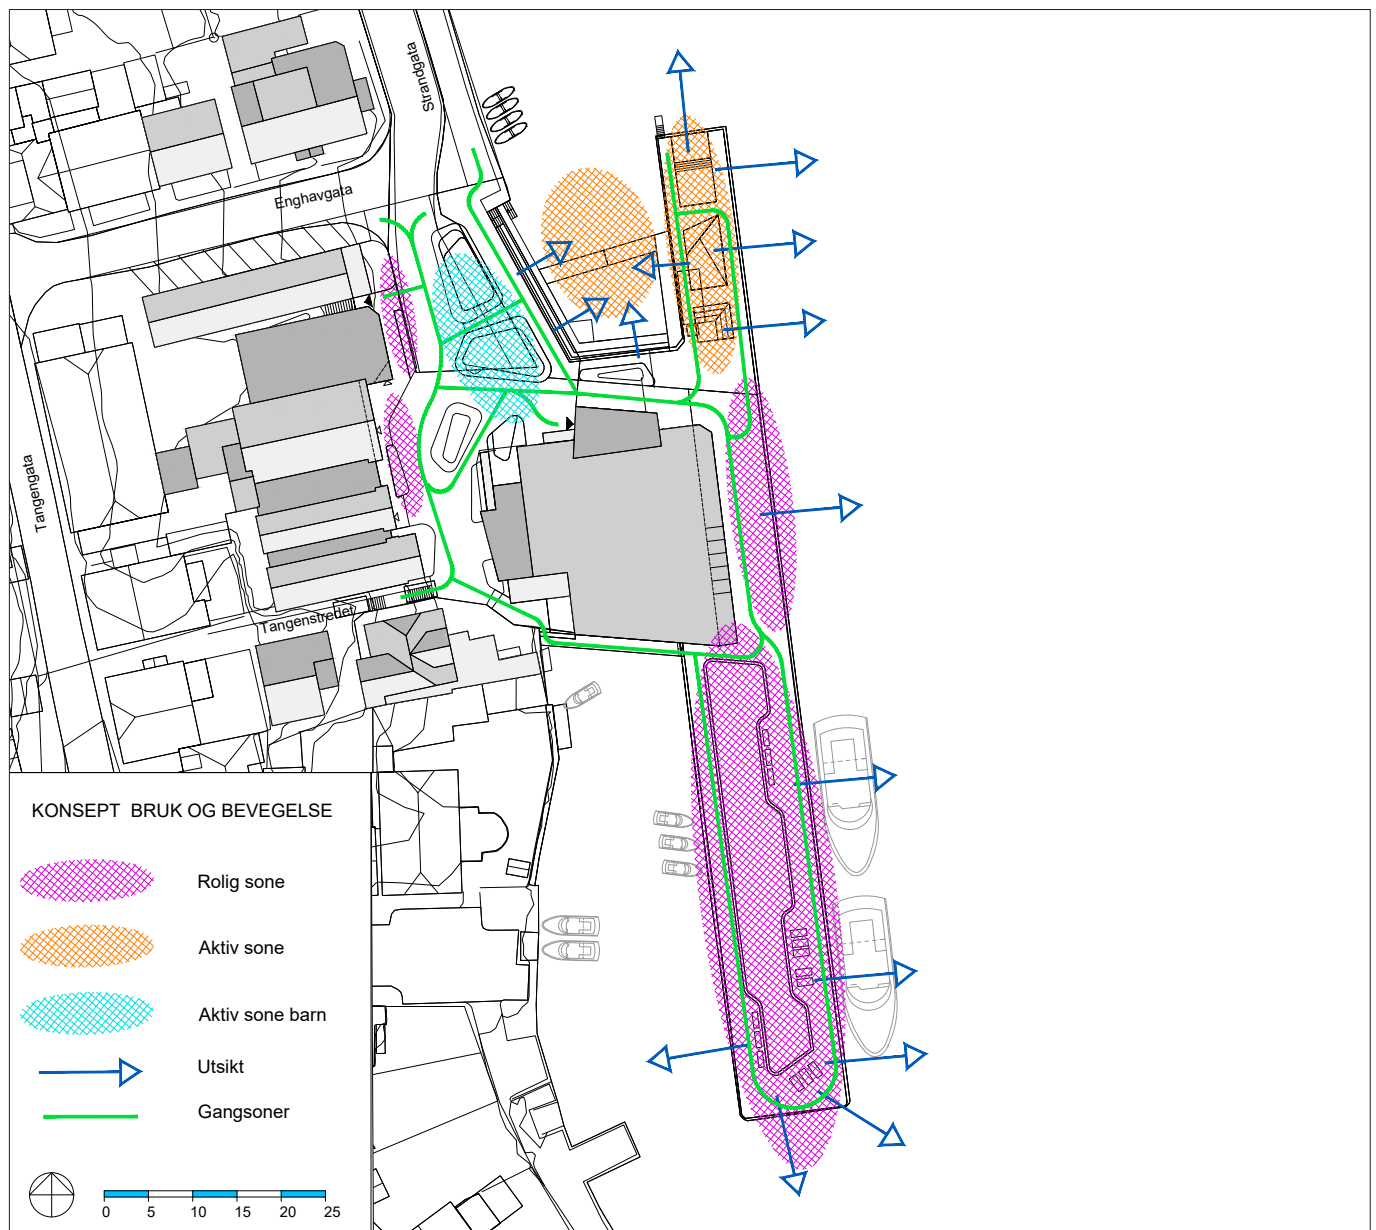 Strandgata
Enghavgata
Tangengata
Tangenstredet
KONSEPT BRUK OG BEVEGELSE
Rolig sone
Aktiv sone
Aktiv sone barn
Utsikt
Gangsoner
0 5 10 15 20 25